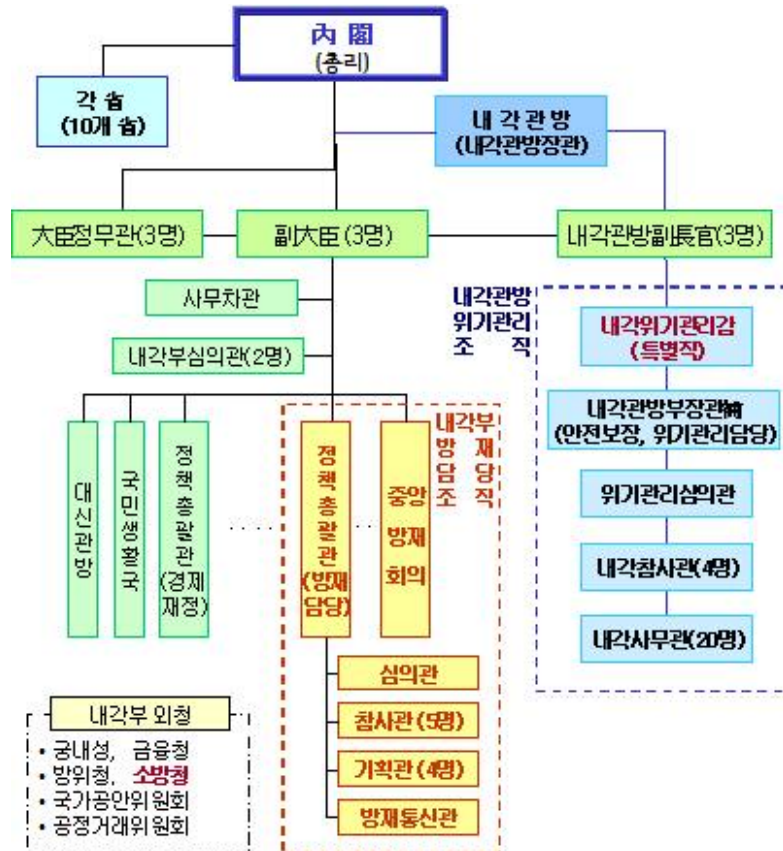 內 閣
(총리)
각 省
(10개 省)
내 각 관 방
(내각관방장관)
大臣정무관(3명)
副大臣(3명)
내각관방副長官(3명)
사무차관
내각부심의관(2명)
내각관방
위기관리
조 직
내각위기관리감
(특별직)
내각관방부장관補
(안전보장, 위기관리담당)
위기관리심의관
내각참사관(4명)
내각사무관(20명)
대신관방
국민생활국
정책총괄관
(경제
재정)
정책총괄관
(방재
담당)
중앙
방재
회의
내각부
방 재
담 당
조 직
심의관
참사관(5명)
기획관(4명)
방재통신관
내각부 외청
• 궁내성, 금융청
• 방위청, 소방청
• 국가공안위원회
• 공정거래위원회